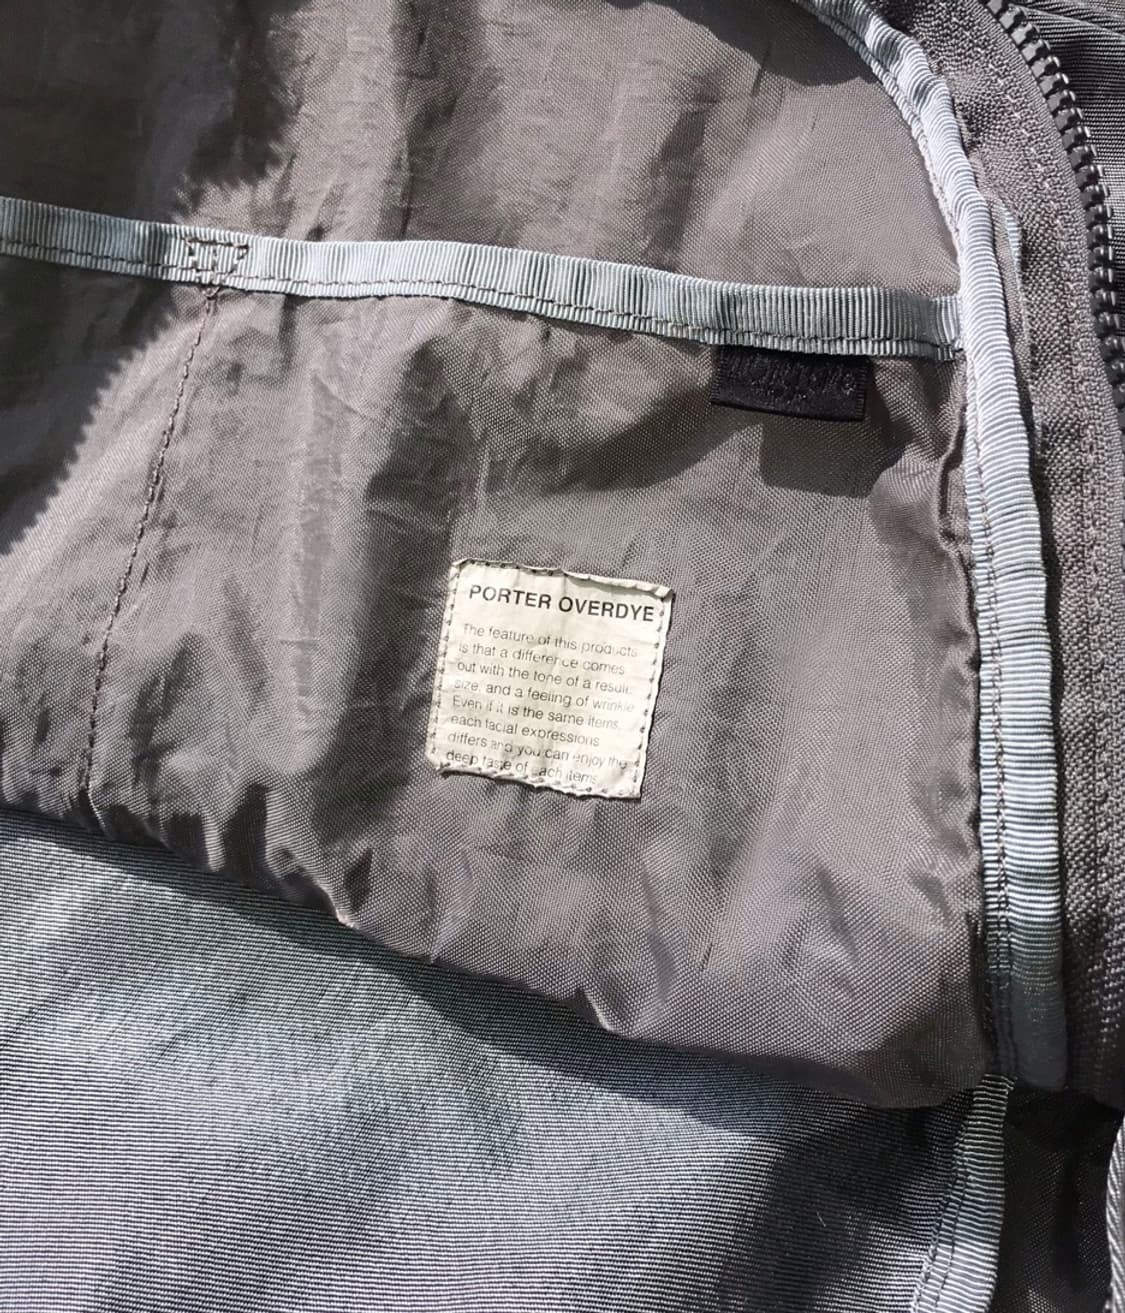 PORTER OVERDYE
The feature of this products
is that a difference comes
out with the tone of a result,
size, and a feeling of wrinkle.
Even if it is the same items,
each facial expressions
differs and you can enjoy the
deep taste of each items.